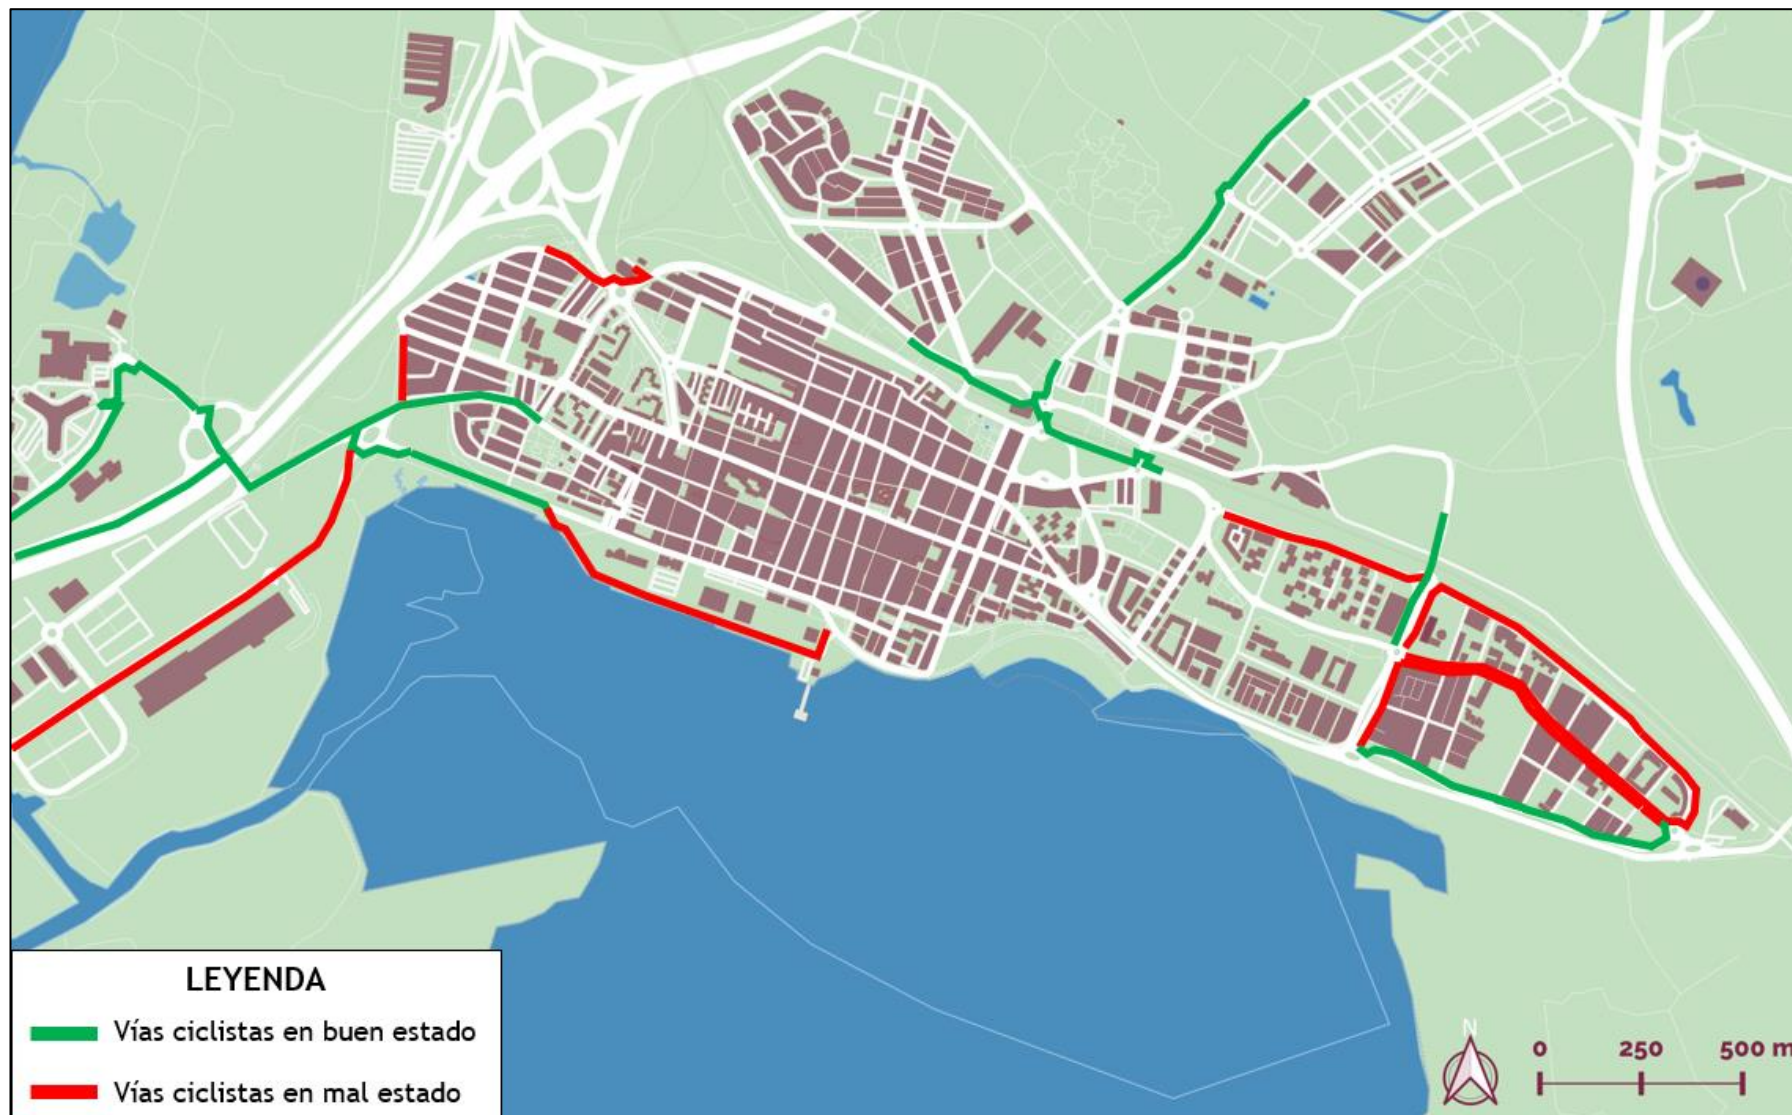 LEYENDA
Vías ciclistas en buen estado
Vías ciclistas en mal estado
N
0 250 500 m